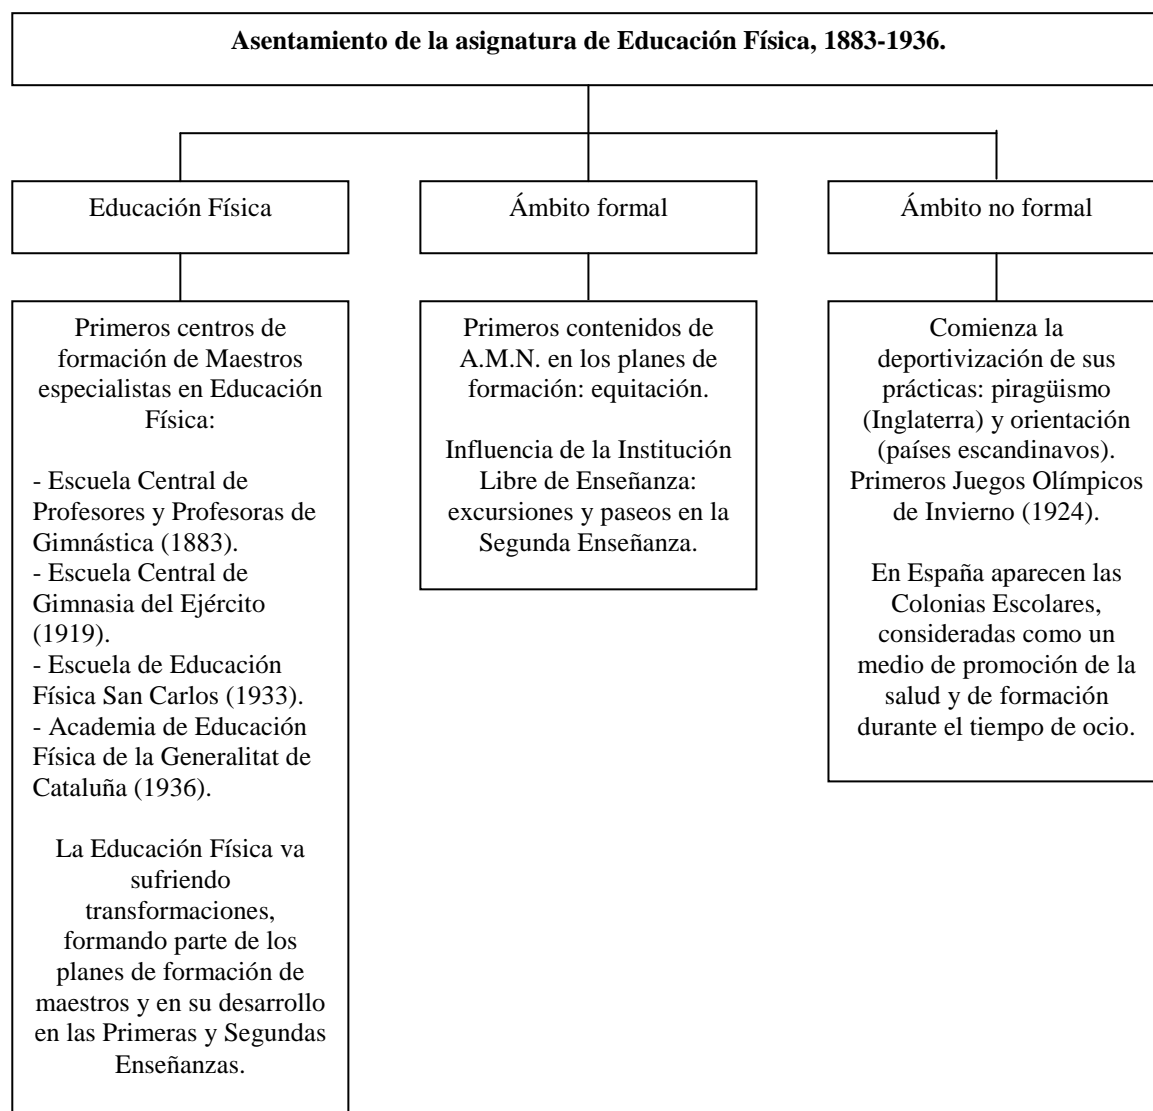 Asentamiento de la asignatura de Educación Física, 1883-1936.
Educación Física
Primeros centros de
formación de Maestros
especialistas en Educación
Física:
- Escuela Central de
Profesores y Profesoras de
Gimnástica (1883).
- Escuela Central de
Gimnasia del Ejército
(1919).
- Escuela de Educación
Física San Carlos (1933).
- Academia de Educación
Física de la Generalitat de
Cataluña (1936).
La Educación Física va
sufriendo
transformaciones,
formando parte de los
planes de formación de
maestros y en su desarrollo
en las Primeras y Segundas
Enseñanzas.
Ámbito formal
Primeros contenidos de
A.M.N. en los planes de
formación: equitación.
Influencia de la Institución
Libre de Enseñanza:
excursiones y paseos en la
Segunda Enseñanza.
Ámbito no formal
Comienza la
deportivización de sus
prácticas: piragüismo
(Inglaterra) y orientación
(países escandinavos).
Primeros Juegos Olímpicos
de Invierno (1924).
En España aparecen las
Colonias Escolares,
consideradas como un
medio de promoción de la
salud y de formación
durante el tiempo de ocio.